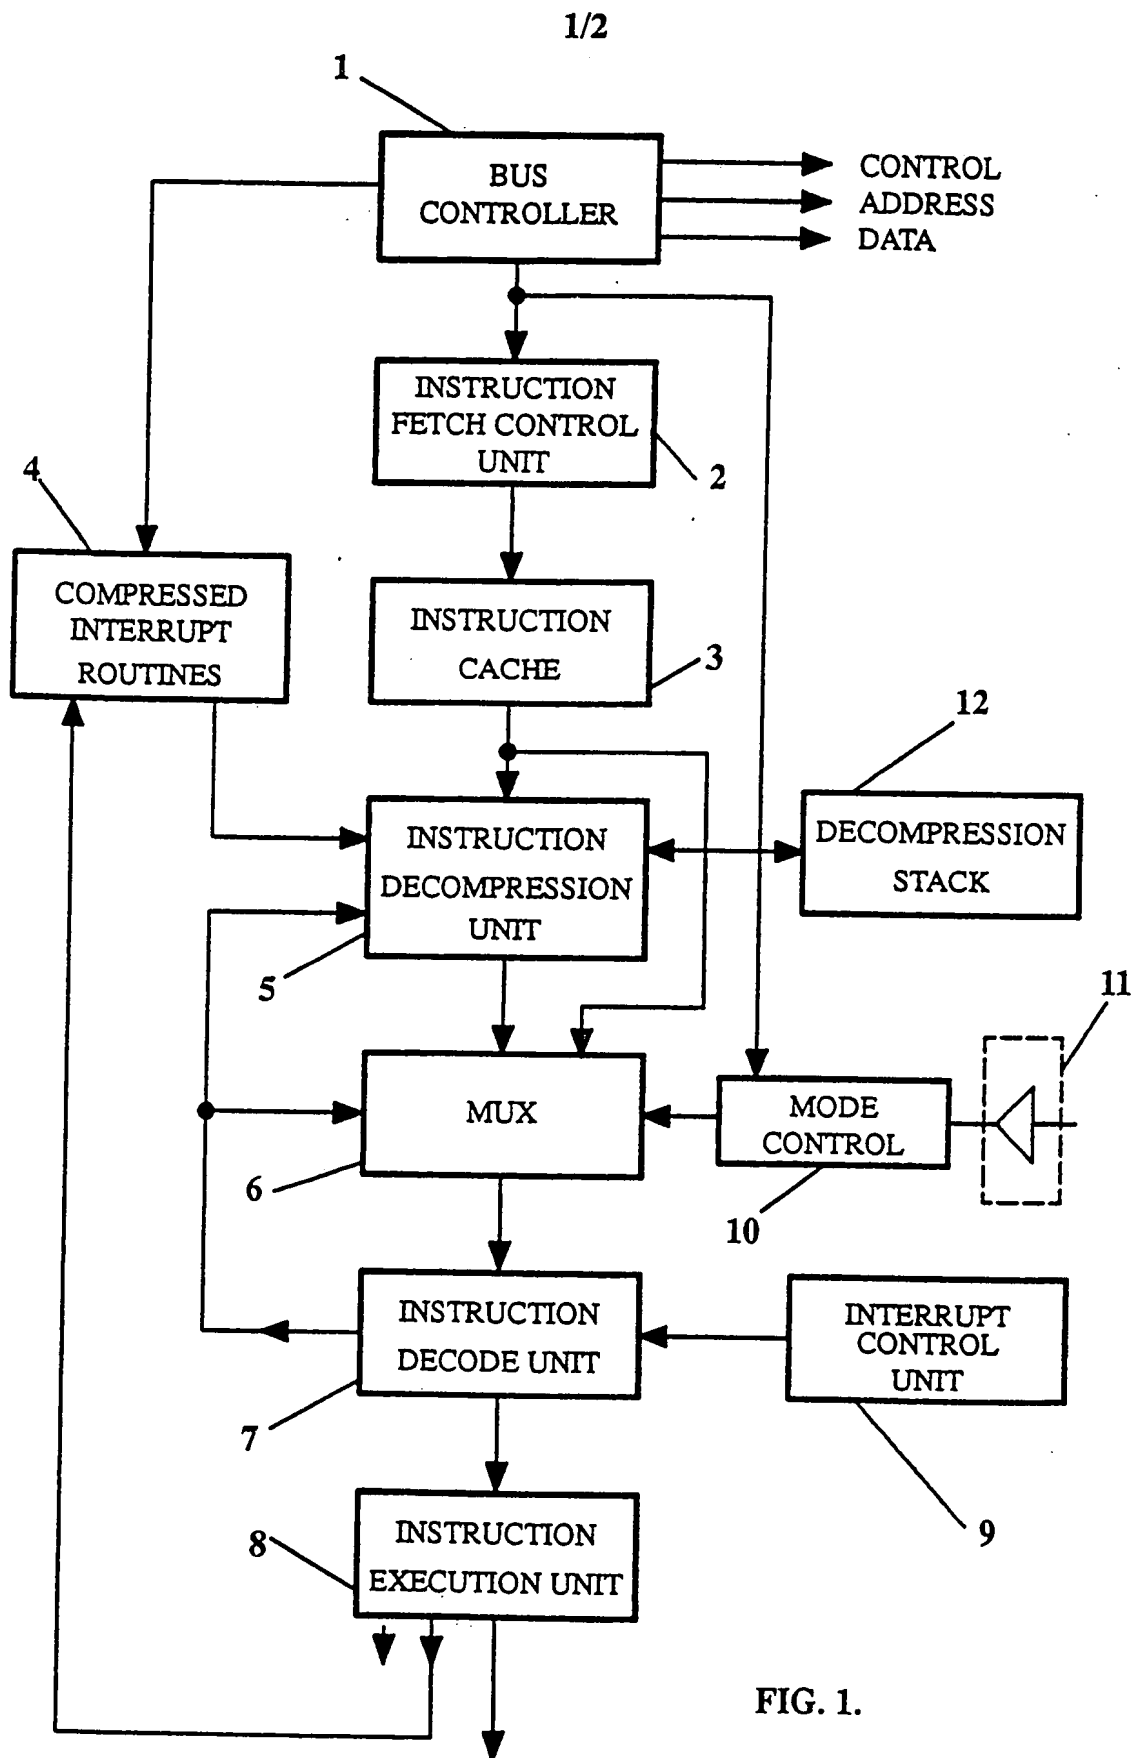 1/2
1
BUS
CONTROLLER
CONTROL
ADDRESS
DATA
INSTRUCTION
FETCH CONTROL
UNIT
2
4
COMPRESSED
INTERRUPT
ROUTINES
INSTRUCTION
CACHE
3
12
INSTRUCTION
DECOMPRESSION
UNIT
5
DECOMPRESSION
STACK
11
MUX
6
MODE
CONTROL
10
INSTRUCTION
DECODE UNIT
7
INTERRUPT
CONTROL
UNIT
9
INSTRUCTION
EXECUTION UNIT
8
FIG. 1.